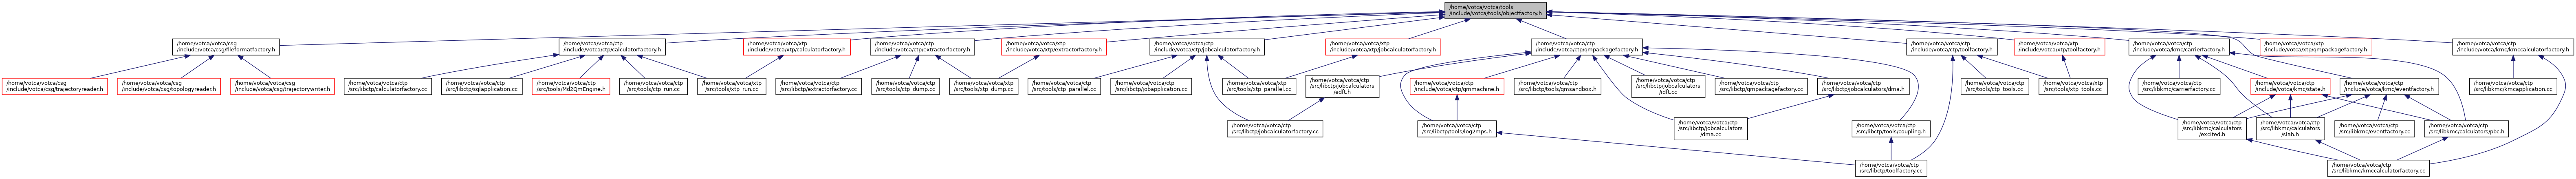 /home/votca/votca/tools
/include/votca/tools/objectfactory.h
/home/votca/votca/csg
/include/votca/csg/fileformatfactory.h
/home/votca/votca/ctp
/include/votca/ctp/calculatorfactory.h
/home/votca/votca/xtp
/include/votca/xtp/calculatorfactory.h
/home/votca/votca/ctp
/include/votca/ctp/extractorfactory.h
/home/votca/votca/xtp
/include/votca/xtp/extractorfactory.h
/home/votca/votca/ctp
/include/votca/ctp/jobcalculatorfactory.h
/home/votca/votca/xtp
/include/votca/xtp/jobcalculatorfactory.h
/home/votca/votca/ctp
/include/votca/ctp/qmpackagefactory.h
/home/votca/votca/ctp
/include/votca/ctp/toolfactory.h
/home/votca/votca/xtp
/include/votca/xtp/toolfactory.h
/home/votca/votca/ctp
/include/votca/kmc/carrierfactory.h
/home/votca/votca/xtp
/include/votca/xtp/qmpackagefactory.h
/home/votca/votca/ctp
/include/votca/kmc/kmccalculatorfactory.h
/home/votca/votca/csg
/include/votca/csg/trajectoryreader.h
/home/votca/votca/csg
/include/votca/csg/topologyreader.h
/home/votca/votca/csg
/include/votca/csg/trajectorywriter.h
/home/votca/votca/ctp
/src/libctp/calculatorfactory.cc
/home/votca/votca/ctp
/src/libctp/sqlapplication.cc
/home/votca/votca/ctp
/src/tools/Md2QmEngine.h
/home/votca/votca/ctp
/src/tools/ctp_run.cc
/home/votca/votca/xtp
/src/tools/xtp_run.cc
/home/votca/votca/ctp
/src/libctp/extractorfactory.cc
/home/votca/votca/ctp
/src/tools/ctp_dump.cc
/home/votca/votca/xtp
/src/tools/xtp_dump.cc
/home/votca/votca/ctp
/src/tools/ctp_parallel.cc
/home/votca/votca/ctp
/src/libctp/jobapplication.cc
/home/votca/votca/xtp
/src/tools/xtp_parallel.cc
/home/votca/votca/ctp
/src/libctp/jobcalculators
/edft.h
/home/votca/votca/ctp
/include/votca/ctp/qmmachine.h
/home/votca/votca/ctp
/src/libctp/tools/qmsandbox.h
/home/votca/votca/ctp
/src/libctp/jobcalculators
/idft.cc
/home/votca/votca/ctp
/src/libctp/qmpackagefactory.cc
/home/votca/votca/ctp
/src/libctp/jobcalculators/dma.h
/home/votca/votca/ctp
/src/tools/ctp_tools.cc
/home/votca/votca/xtp
/src/tools/xtp_tools.cc
/home/votca/votca/ctp
/src/libkmc/carrierfactory.cc
/home/votca/votca/ctp
/include/votca/kmc/state.h
/home/votca/votca/ctp
/include/votca/kmc/eventfactory.h
/home/votca/votca/ctp
/src/libkmc/kmcapplication.cc
/home/votca/votca/ctp
/src/libctp/jobcalculatorfactory.cc
/home/votca/votca/ctp
/src/libctp/tools/log2mps.h
/home/votca/votca/ctp
/src/libctp/jobcalculators
/dma.cc
/home/votca/votca/ctp
/src/libctp/tools/coupling.h
/home/votca/votca/ctp
/src/libkmc/calculators
/excited.h
/home/votca/votca/ctp
/src/libkmc/calculators
/slab.h
/home/votca/votca/ctp
/src/libkmc/eventfactory.cc
/home/votca/votca/ctp
/src/libkmc/calculators/pbc.h
/home/votca/votca/ctp
/src/libctp/toolfactory.cc
/home/votca/votca/ctp
/src/libkmc/kmccalculatorfactory.cc